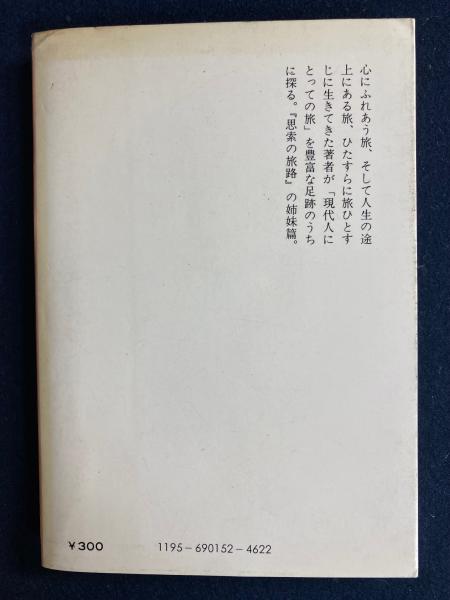 心にふれあう旅、そして人生の途
上にある旅、ひたすらに旅ひとす
じに生きてきた著者が「現代人に
とっての旅」を豊富な足跡のうち
に探る。『思索の旅路』の姉妹篇。
¥300
1195-690152-4622